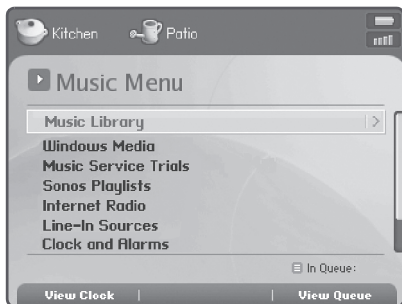 Kitchen Patio
Music Menu
Music Library
Windows Media
Music Service Trials
Sonos Playlists
Internet Radio
Line-In Sources
Clock and Alarms
In Queue:
View Clock View Queue